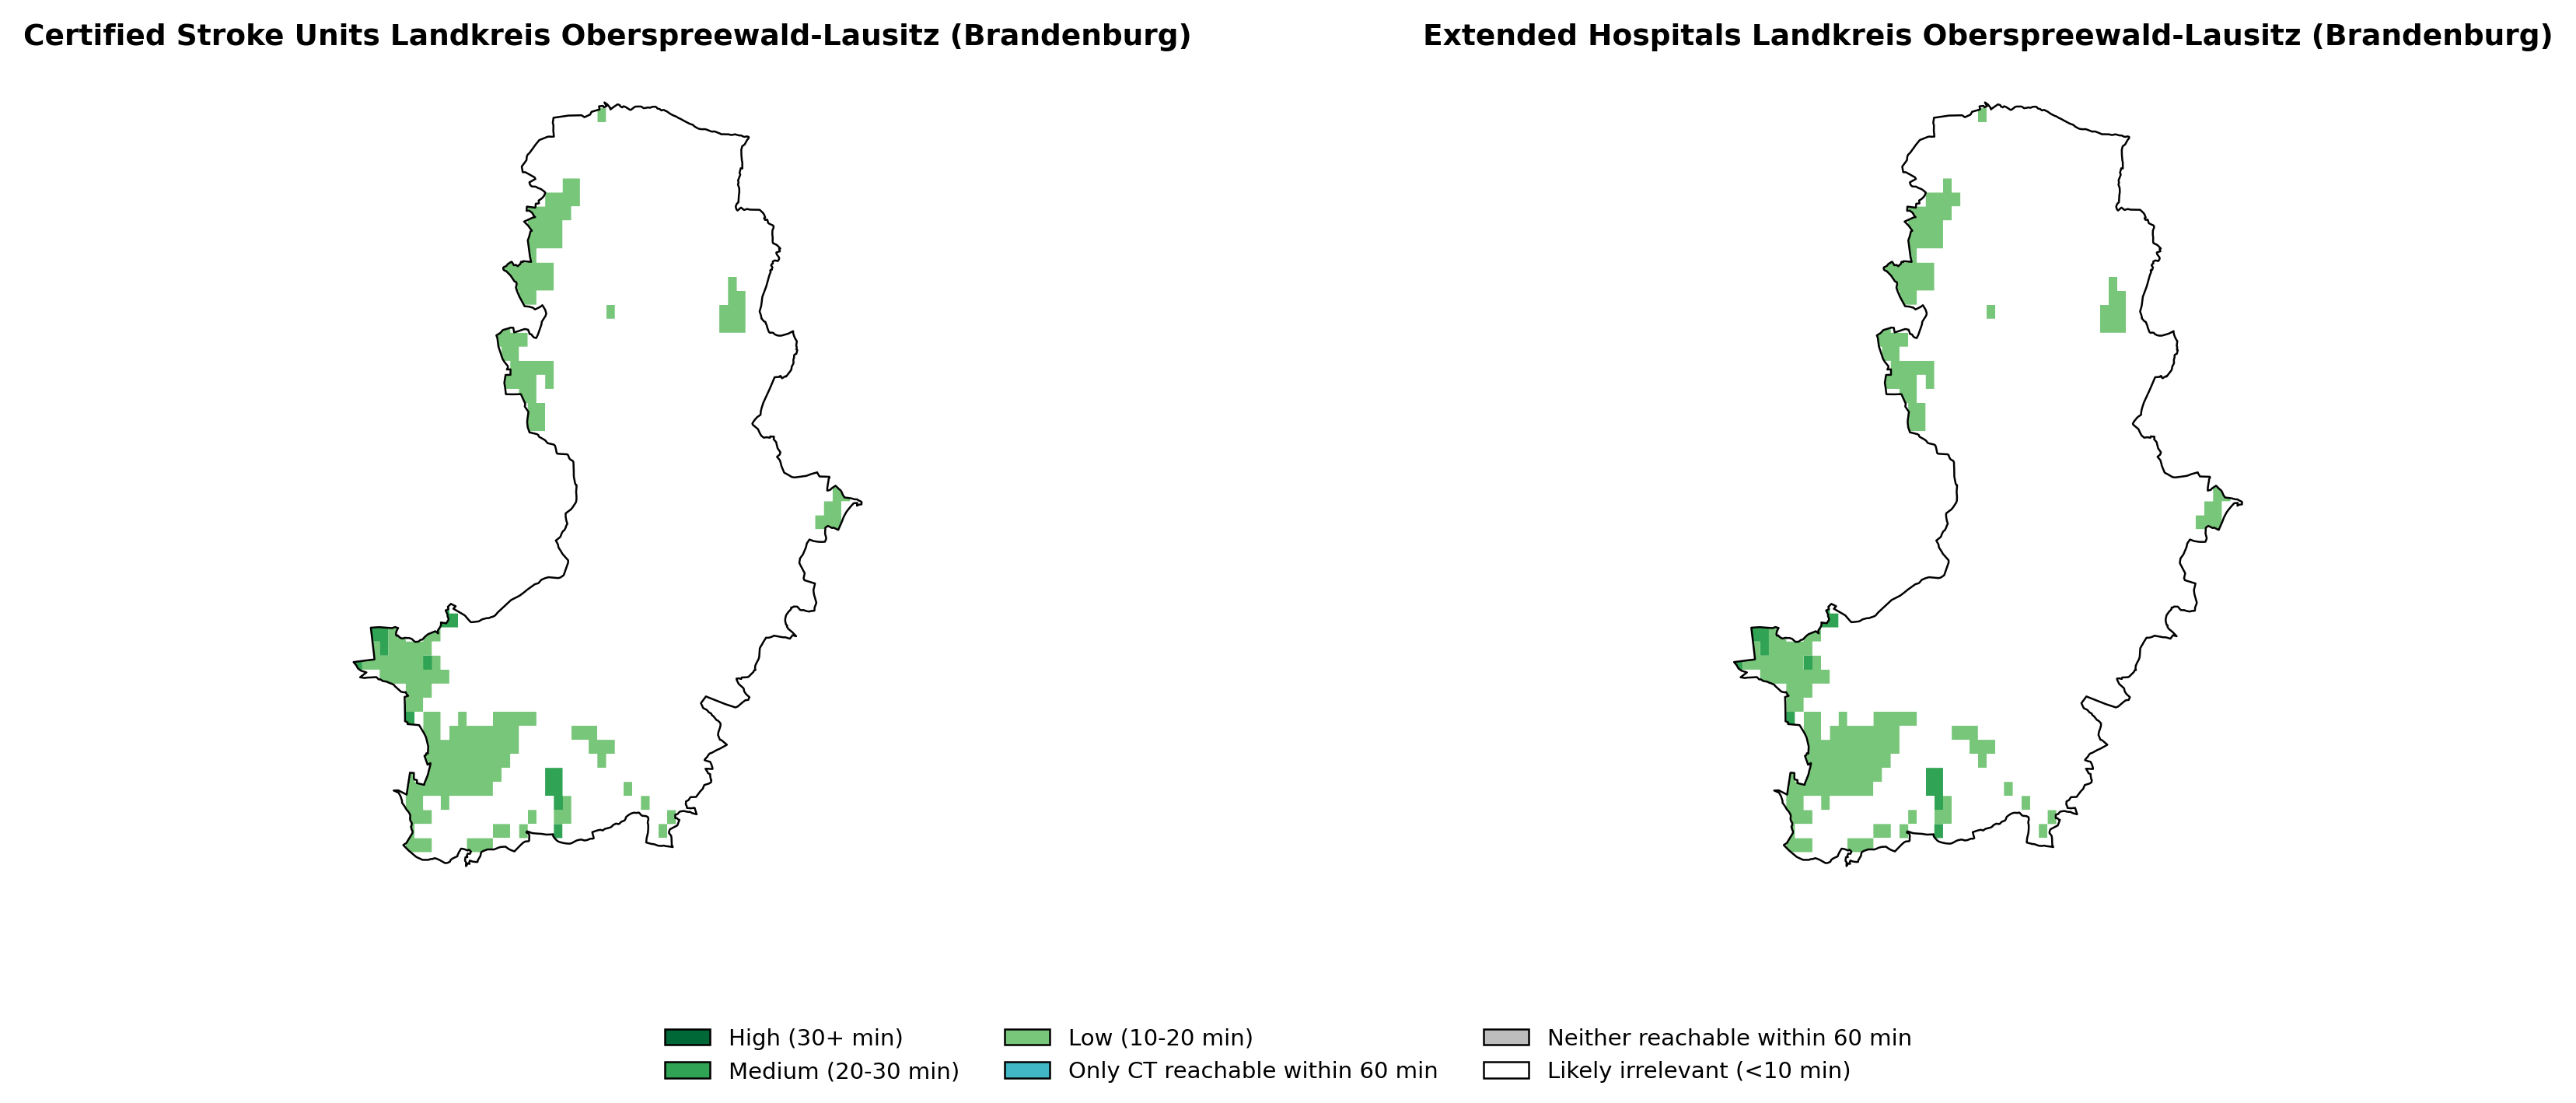 Certified Stroke Units Landkreis Oberspreewald-Lausitz (Brandenburg)
Extended Hospitals Landkreis Oberspreewald-Lausitz (Brandenburg)
High (30+ min)
Medium (20-30 min)
Low (10-20 min)
Only CT reachable within 60 min
Neither reachable within 60 min
Likely irrelevant (<10 min)